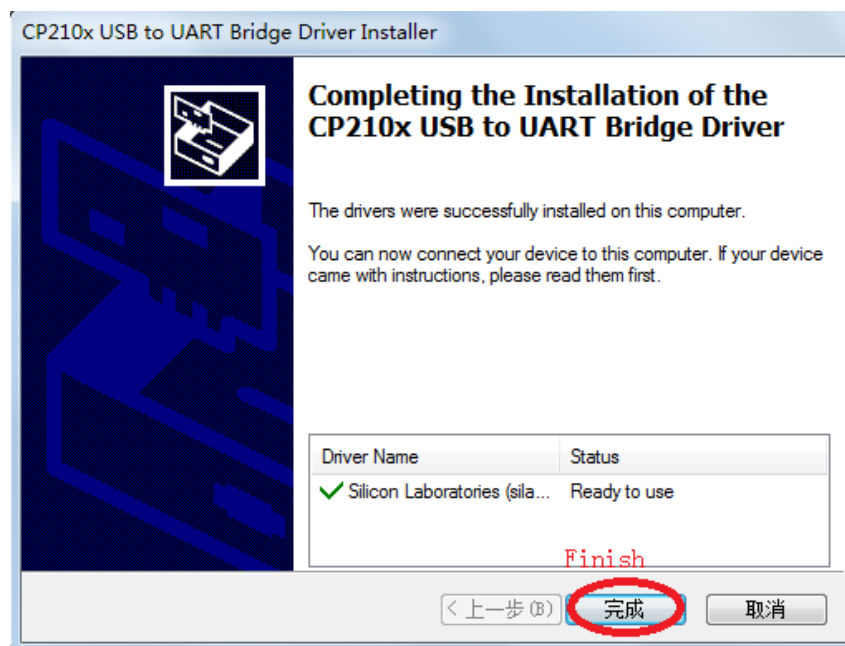 CP210x USB to UART Bridge Driver Installer
Completing the Installation of the
CP210x USB to UART Bridge Driver
The drivers were successfully installed on this computer.
You can now connect your device to this computer. If your device
came with instructions, please read them first.
Driver Name Status
Silicon Laboratories (sila... Ready to use
Finish
< 上一步(B) 完成 取消